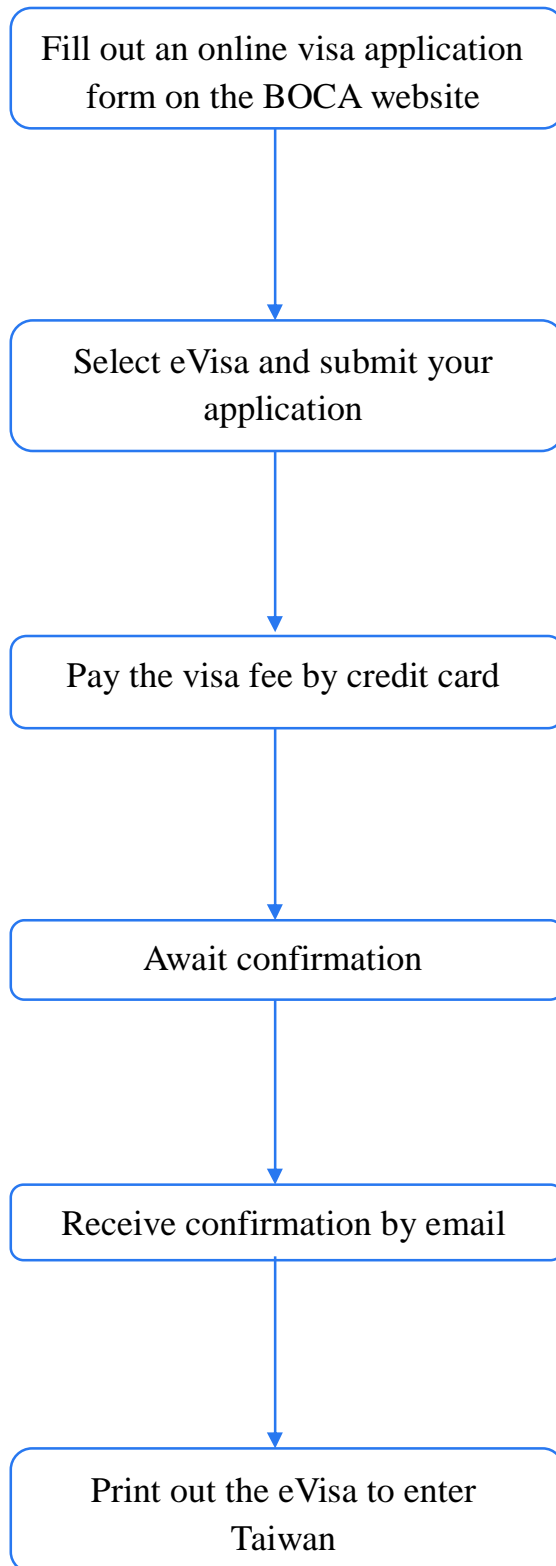 Fill out an online visa application
form on the BOCA website
Select eVisa and submit your
application
Pay the visa fee by credit card
Await confirmation
Receive confirmation by email
Print out the eVisa to enter
Taiwan